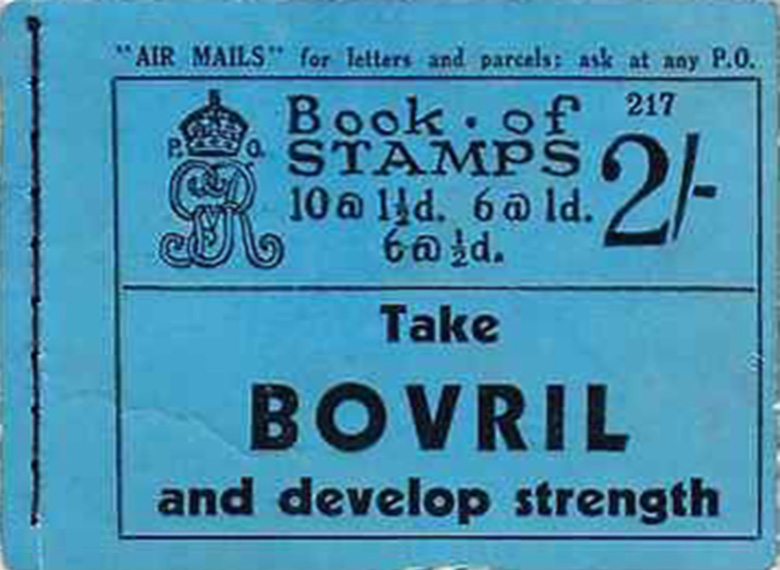 "AIR MAILS" for letters and parcels; ask at any P.O.
P. O.
GR
Book · of
STAMPS
10@ 1½d. 6@ 1d.
6@ ½d.
217
2/-
Take
BOVRIL
and develop strength